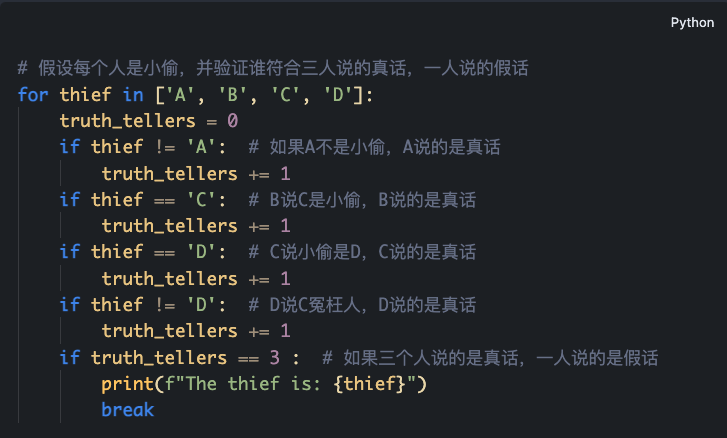 Python
# 假设每个人是小偷，并验证谁符合三人说的真话，一人说的假话
for thief in ['A', 'B', 'C', 'D']:
    truth_tellers = 0
    if thief != 'A':  # 如果A不是小偷，A说的是真话
        truth_tellers += 1
    if thief == 'C':  # B说C是小偷，B说的是真话
        truth_tellers += 1
    if thief == 'D':  # C说小偷是D，C说的是真话
        truth_tellers += 1
    if thief != 'D':  # D说C冤枉人，D说的是真话
        truth_tellers += 1
    if truth_tellers == 3 :  # 如果三个人说的是真话，一人说的是假话
        print(f"The thief is: {thief}")
        break